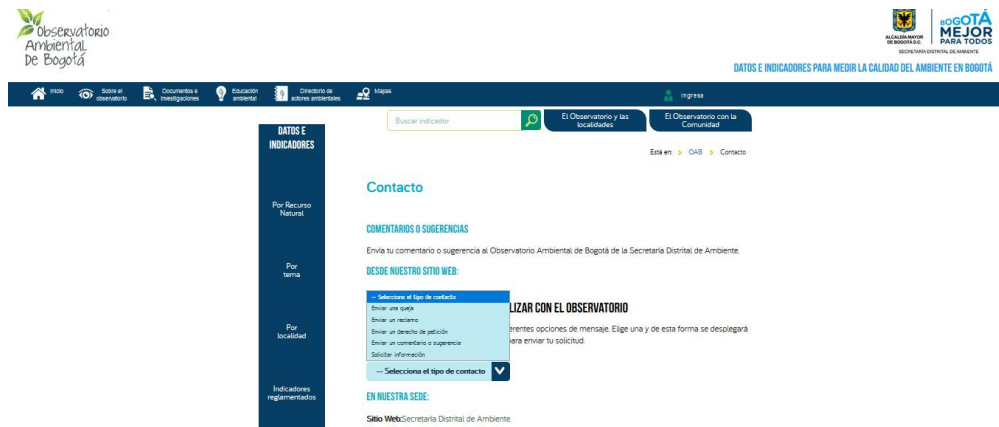 Observatorio
Ambiental
De Bogotá
ALCALDÍA MAYOR
DE BOGOTÁ D.C.
BOGOTÁ
MEJOR
PARA TODOS
SECRETARÍA DISTRITAL DE AMBIENTE
DATOS E INDICADORES PARA MEDIR LA CALIDAD DEL AMBIENTE EN BOGOTÁ
Inicio
Sobre el
observatorio
Documentos e
Investigaciones
Educación
ambiental
Directorio de
actores ambientales
Mapas
Ingresa
Buscar indicador
El Observatorio y las
localidades
El Observatorio con la
Comunidad
Está en: > OAB > Contacto
DATOS E
INDICADORES
Por Recurso
Natural
Por
tema
Por
localidad
Indicadores
reglamentados
Contacto
COMENTARIOS O SUGERENCIAS
Envía tu comentario o sugerencia al Observatorio Ambiental de Bogotá de la Secretaría Distrital de Ambiente.
DESDE NUESTRO SITIO WEB:
-- Selecciona el tipo de contacto
Enviar una queja
Enviar un reclamo
Enviar un derecho de petición
Enviar un comentario o sugerencia
Solicitar información
LIZAR CON EL OBSERVATORIO
erentes opciones de mensaje. Elige una y de esta forma se desplegará
para enviar tu solicitud.
-- Selecciona el tipo de contacto
EN NUESTRA SEDE:
Sitio Web:Secretaría Distrital de Ambiente